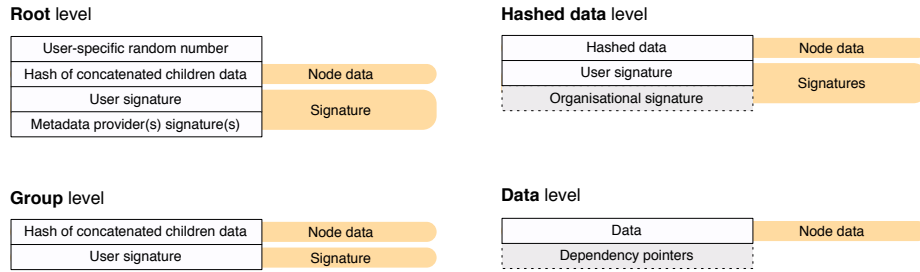 Root level
User-specific random number
Hash of concatenated children data
Node data
User signature
Signature
Metadata provider(s) signature(s)
Hashed data level
Hashed data
Node data
User signature
Signatures
Organisational signature
Group level
Hash of concatenated children data
Node data
User signature
Signature
Data level
Data
Node data
Dependency pointers